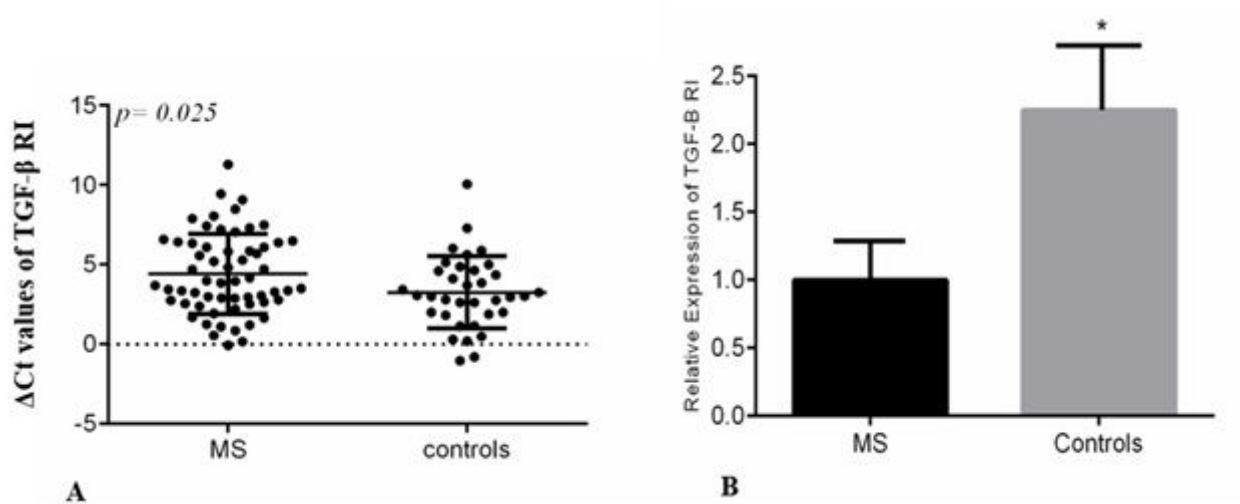 ΔCt values of TGF-β RI
15
10
5
0
-5
p= 0.025
MS controls
A
Relative Expression of TGF-B RI
2.5
2.0
1.5
1.0
0.5
0.0
*
MS Controls
B